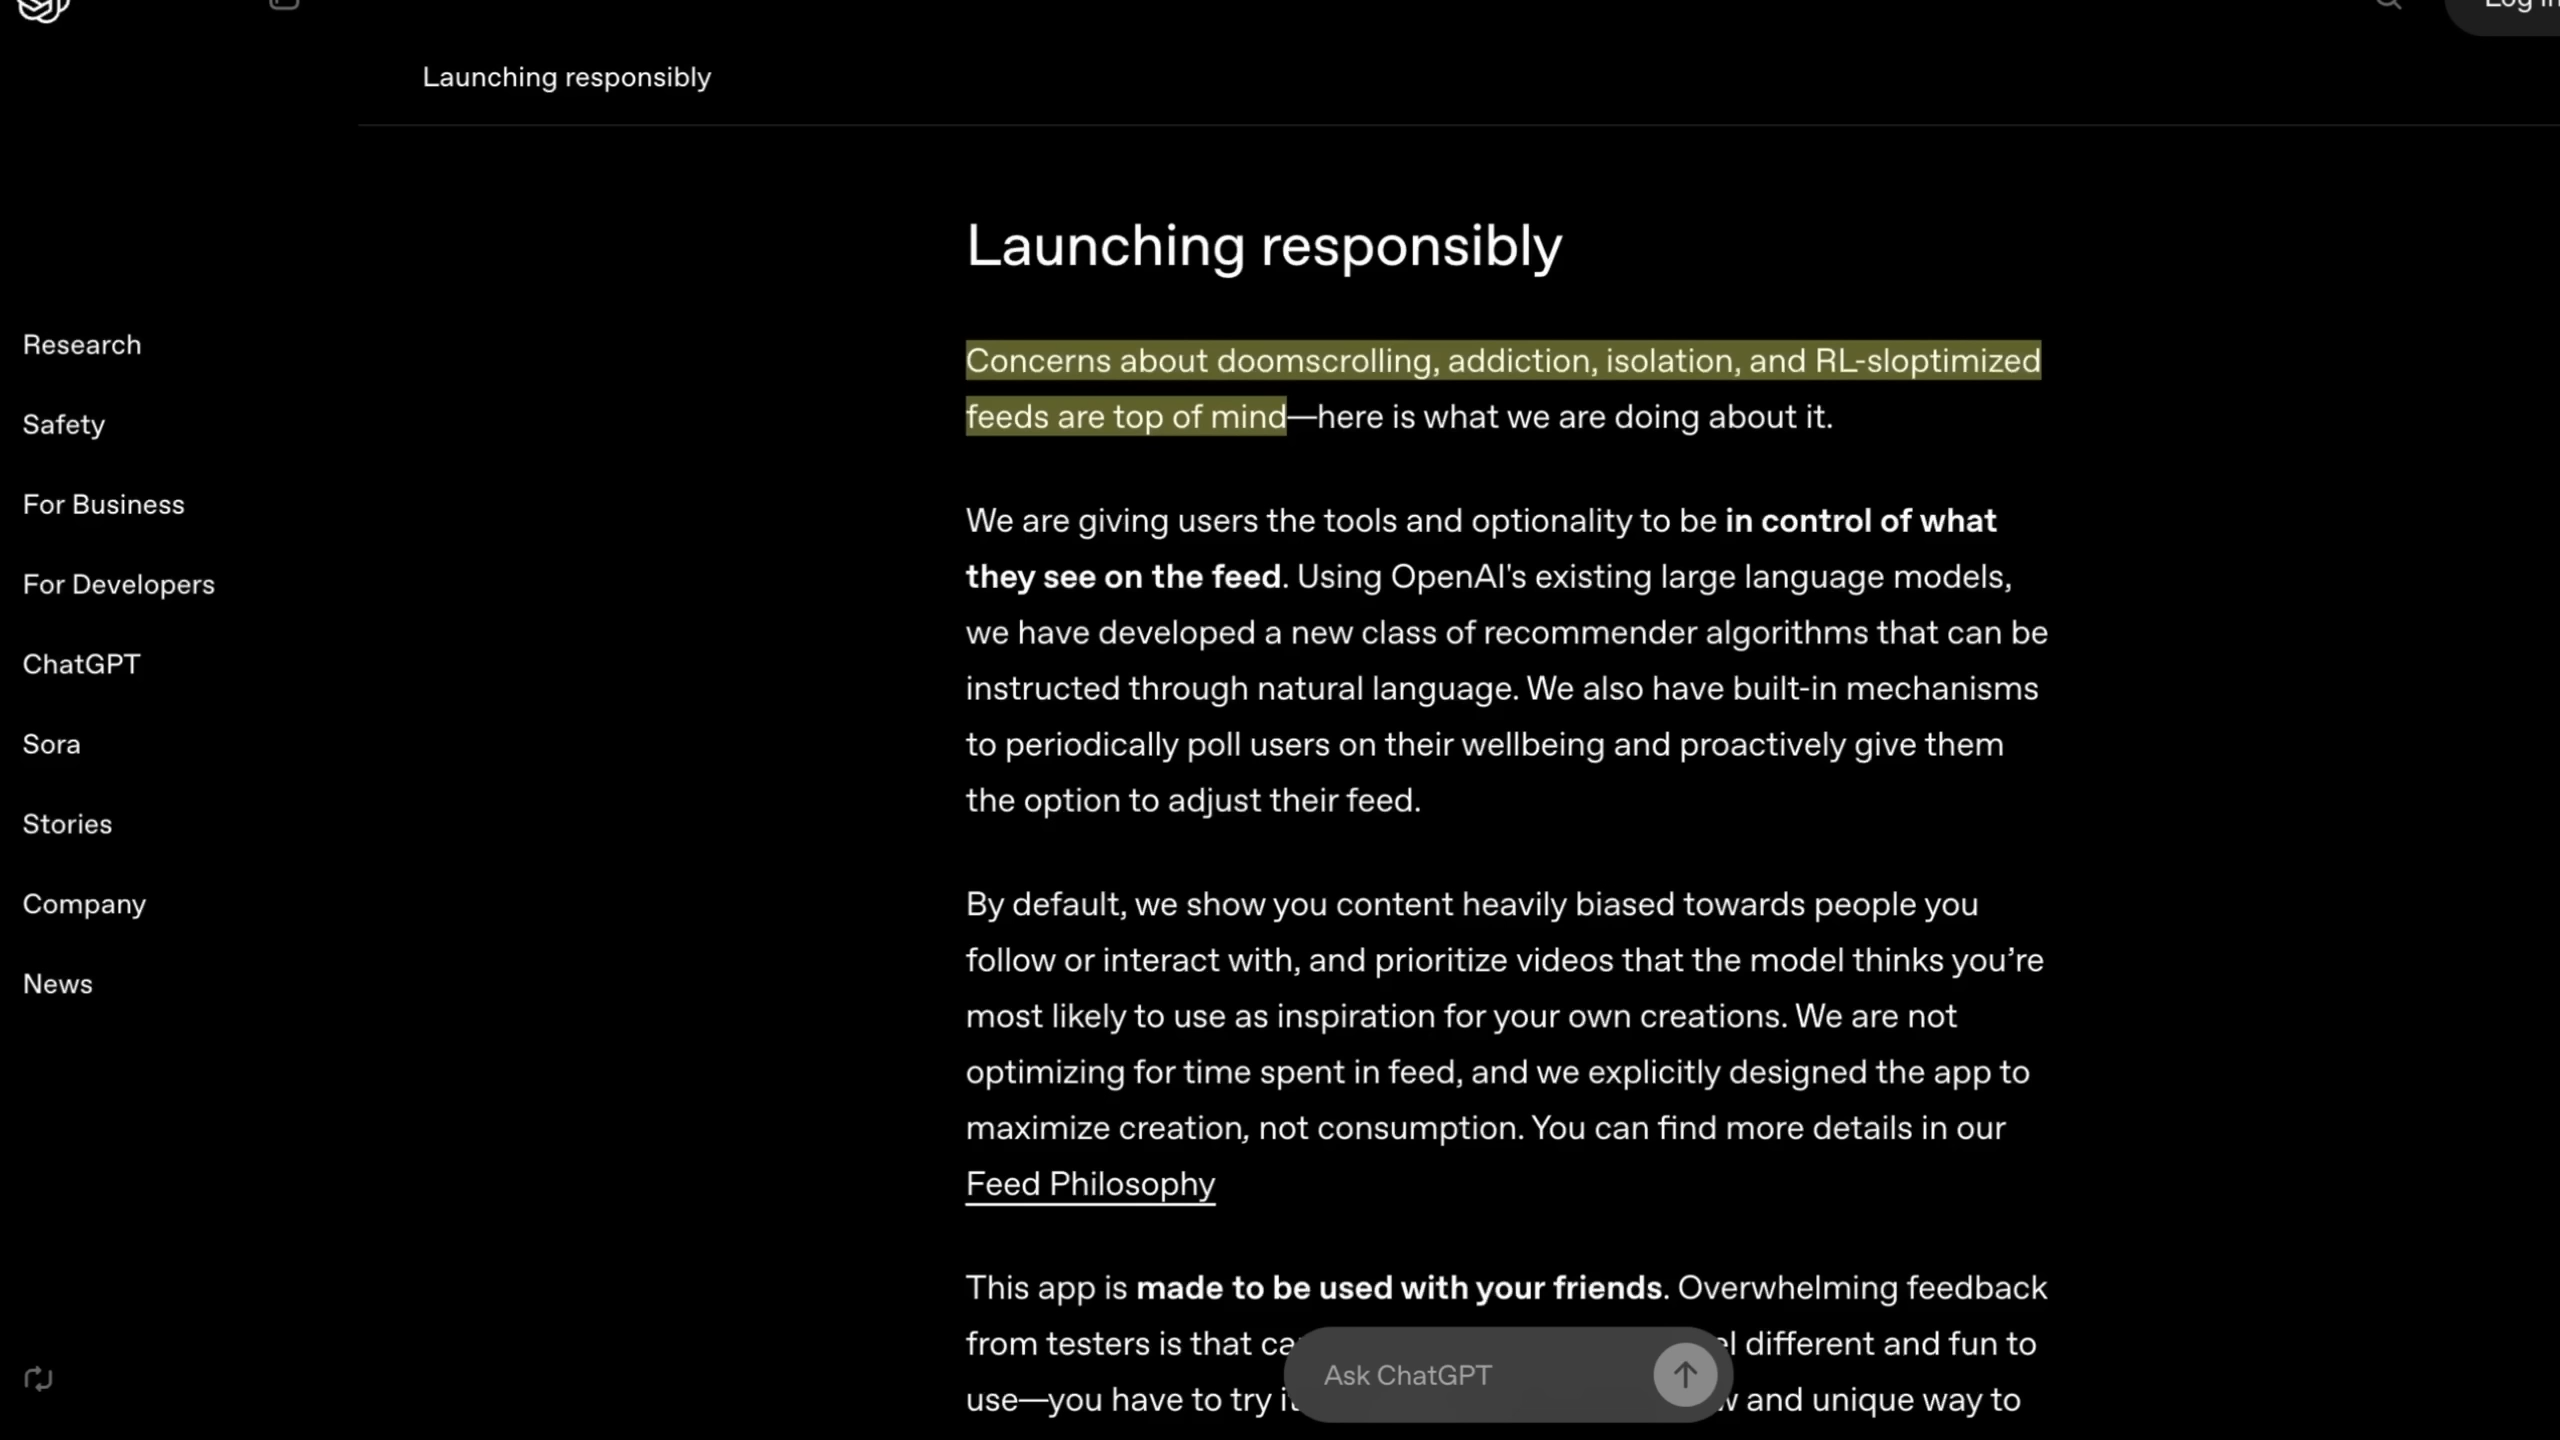 Log in
Launching responsibly
Research
Safety
For Business
For Developers
ChatGPT
Sora
Stories
Company
News
Launching responsibly
Concerns about doomscrolling, addiction, isolation, and RL-sloptimized
feeds are top of mind—here is what we are doing about it.
We are giving users the tools and optionality to be in control of what
they see on the feed. Using OpenAI's existing large language models,
we have developed a new class of recommender algorithms that can be
instructed through natural language. We also have built-in mechanisms
to periodically poll users on their wellbeing and proactively give them
the option to adjust their feed.
By default, we show you content heavily biased towards people you
follow or interact with, and prioritize videos that the model thinks you’re
most likely to use as inspiration for your own creations. We are not
optimizing for time spent in feed, and we explicitly designed the app to
maximize creation, not consumption. You can find more details in our
Feed Philosophy
This app is made to be used with your friends. Overwhelming feedback
from testers is that different and fun to
Ask ChatGPT
use—you have to try and unique way to